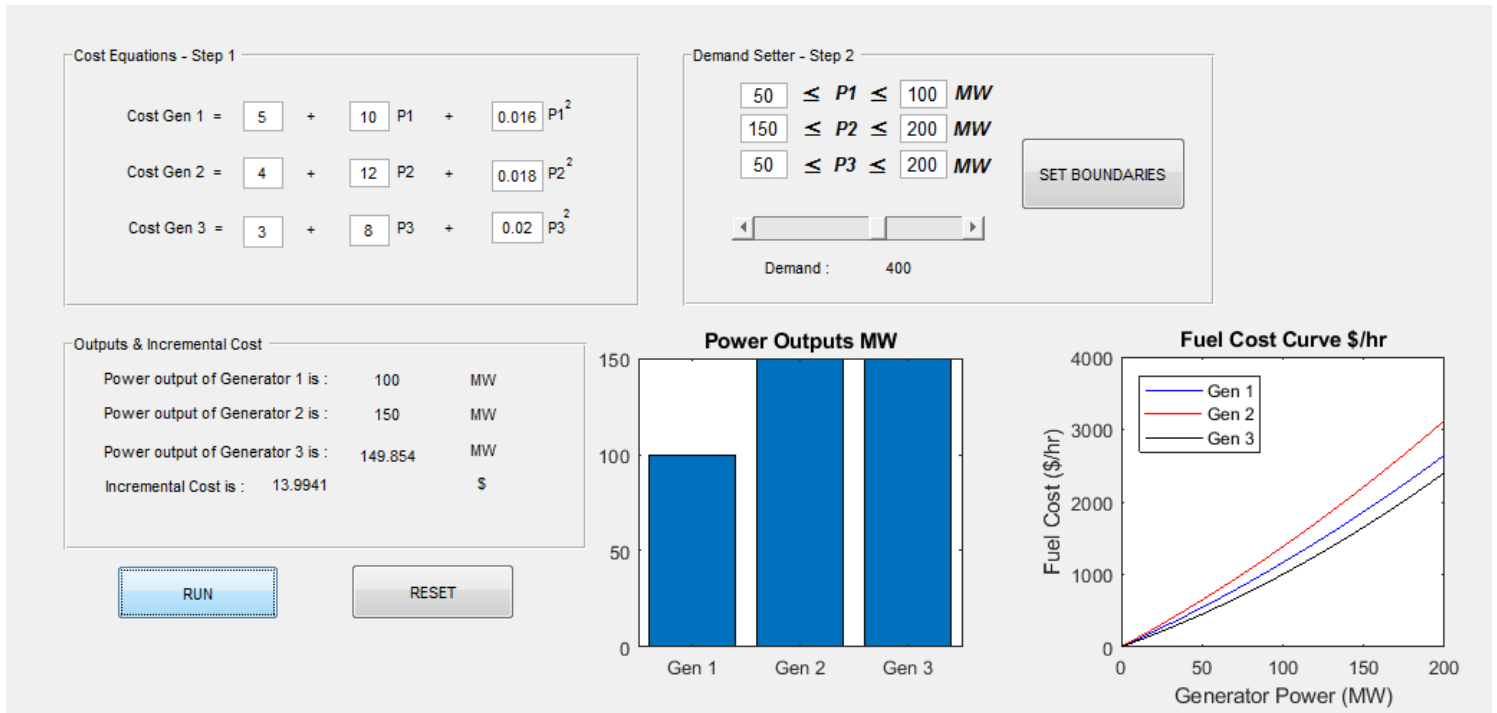 Cost Equations - Step 1
Cost Gen 1 = 5 + 10 P1 + 0.016 P1²
Cost Gen 2 = 4 + 12 P2 + 0.018 P2²
Cost Gen 3 = 3 + 8 P3 + 0.02 P3²
Demand Setter - Step 2
50 ≤ P1 ≤ 100 MW
150 ≤ P2 ≤ 200 MW
50 ≤ P3 ≤ 200 MW
SET BOUNDARIES
Demand : 400
Outputs & Incremental Cost
Power output of Generator 1 is : 100 MW
Power output of Generator 2 is : 150 MW
Power output of Generator 3 is : 149.854 MW
Incremental Cost is : 13.9941 $
RUN
RESET
Power Outputs MW
150
100
50
0
Gen 1 Gen 2 Gen 3
Fuel Cost Curve $/hr
Fuel Cost ($/hr)
4000
3000
2000
1000
0
Gen 1
Gen 2
Gen 3
0 50 100 150 200
Generator Power (MW)